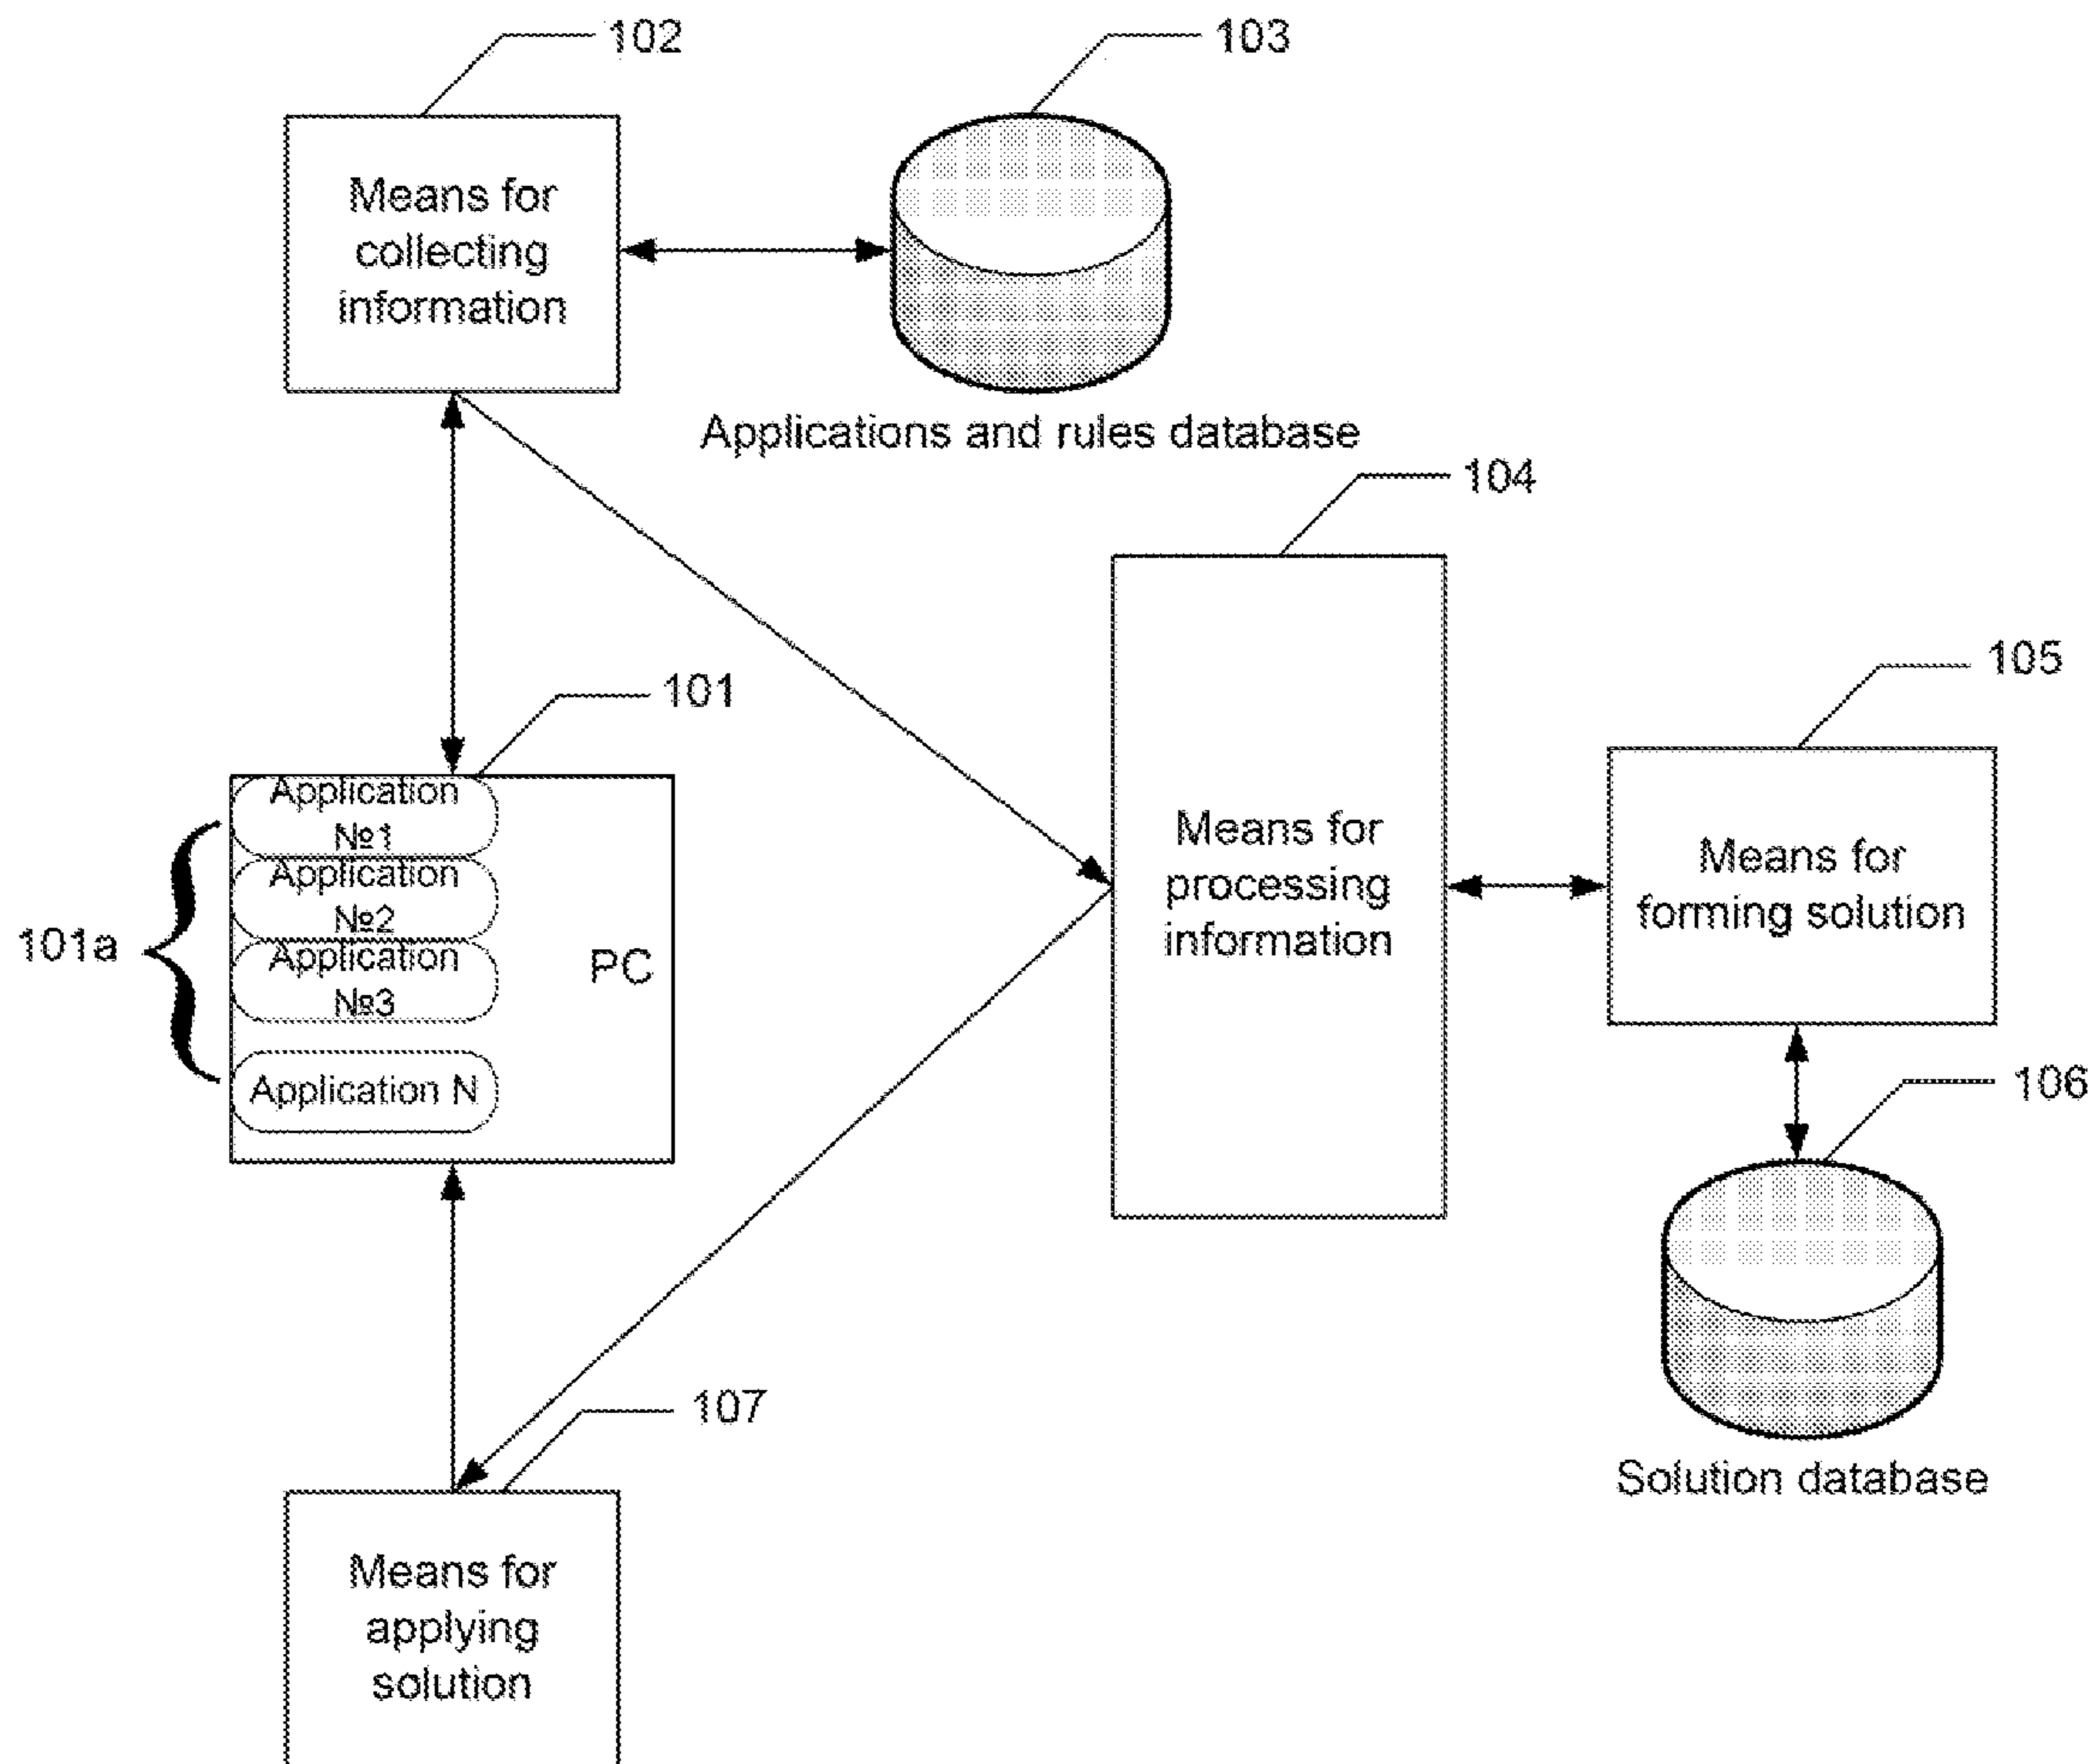 102
103
Means for
collecting
information
Applications and rules database
104
105
101
Application
№1
Application
№2
Application
№3
Application N
PC
101a
Means for
processing
information
Means for
forming solution
106
Solution database
107
Means for
applying
solution